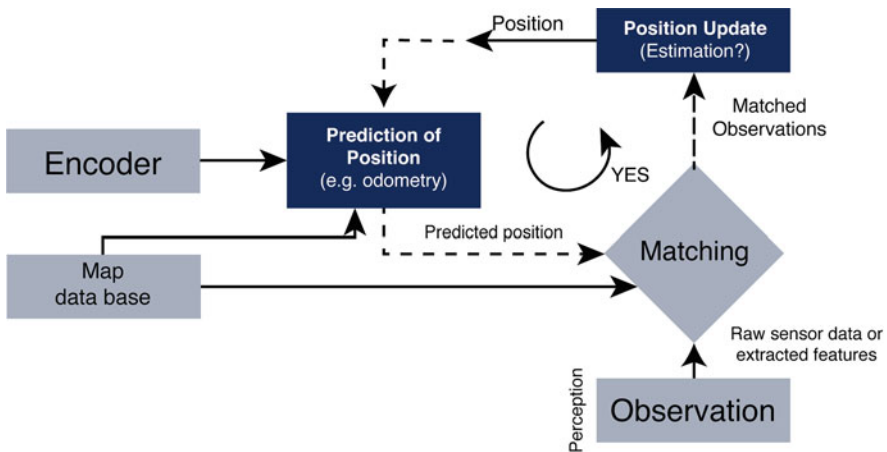 Position
Position Update
(Estimation?)
Prediction of
Position
(e.g. odometry)
Encoder
Matched
Observations
YES
Predicted position
Matching
Map
data base
Raw sensor data or
extracted features
Perception
Observation